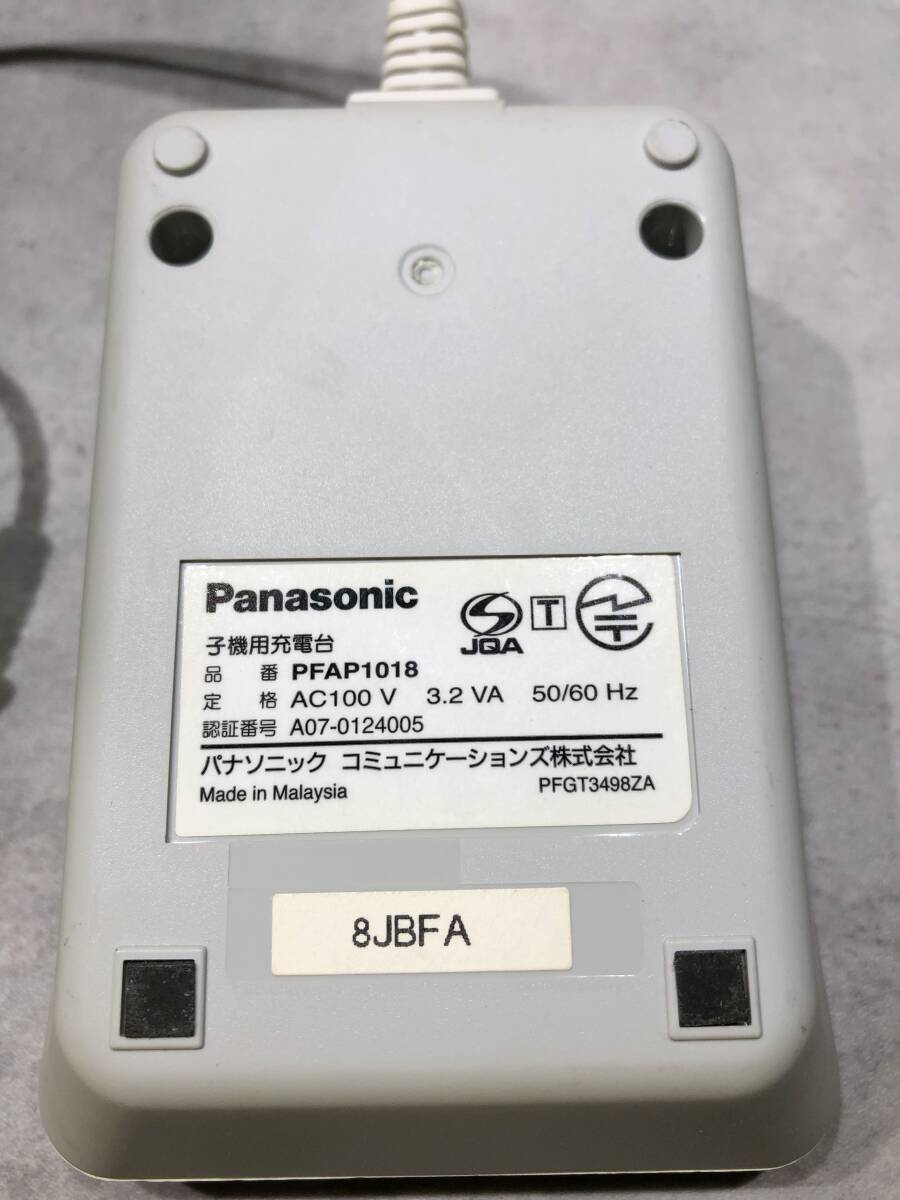 Panasonic
JQA T
子機用充電台
品 番 PFAP1018
定 格 AC100 V 3.2 VA 50/60 Hz
認証番号 A07-0124005
パナソニック コミュニケーションズ株式会社
Made in Malaysia PFGT3498ZA
8JBFA